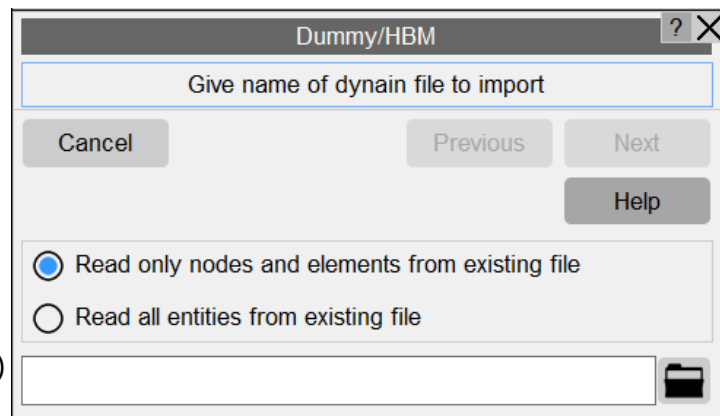 Dummy/HBM ?
Give name of dynain file to import
Cancel Previous Next
Help
Read only nodes and elements from existing file
Read all entities from existing file
)